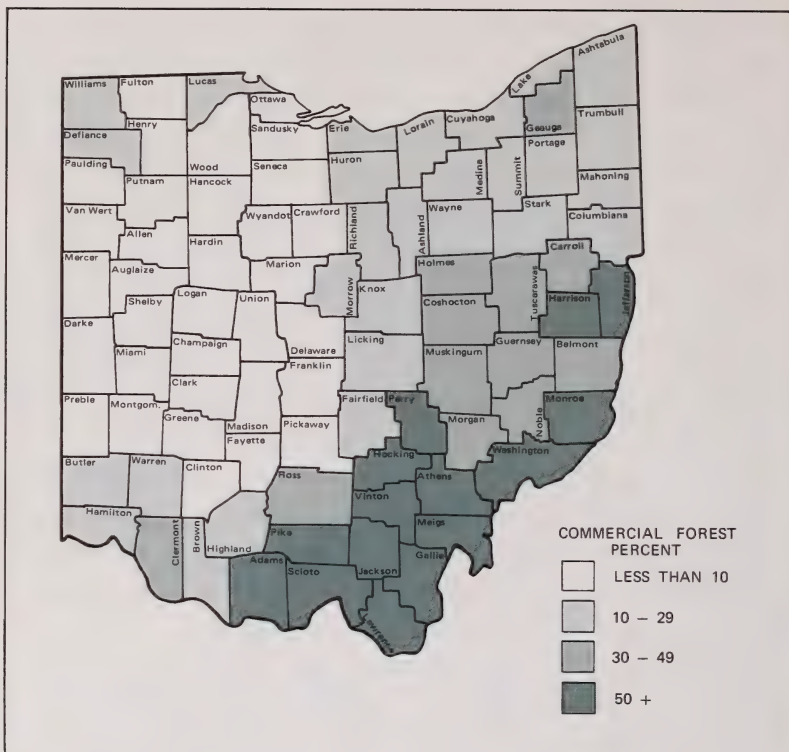 Ashtabula
Lake
Williams
Fulton
Lucas
Ottawa
Geauga
Cuyahoga
Lorain
Erie
Sandusky
Henry
Trumbull
Defiance
Huron
Portage
Medina
Summit
Wood
Seneca
Paulding
Mahoning
Putnam
Hancock
Stark
Van Wert
Wyandot
Crawford
Richland
Ashland
Wayne
Columbiana
Allen
Hardin
Carroll
Mercer
Marion
Holmes
Auglaize
Morrow
Knox
Tuscarawas
Jefferson
Logan
Union
Coshocton
Harrison
Shelby
Darke
Delaware
Licking
Guernsey
Belmont
Champaign
Miami
Muskingum
Franklin
Clark
Preble
Montgom.
Fairfield
Perry
Monroe
Noble
Greene
Madison
Pickaway
Morgan
Fayette
Washington
Hocking
Butler
Warren
Clinton
Ross
Athens
Vinton
Hamilton
Meigs
Clermont
Brown
Highland
Pike
Gallia
Adams
Scioto
Jackson
Lawrence
COMMERCIAL FOREST
PERCENT
LESS THAN 10
10 – 29
30 – 49
50 +